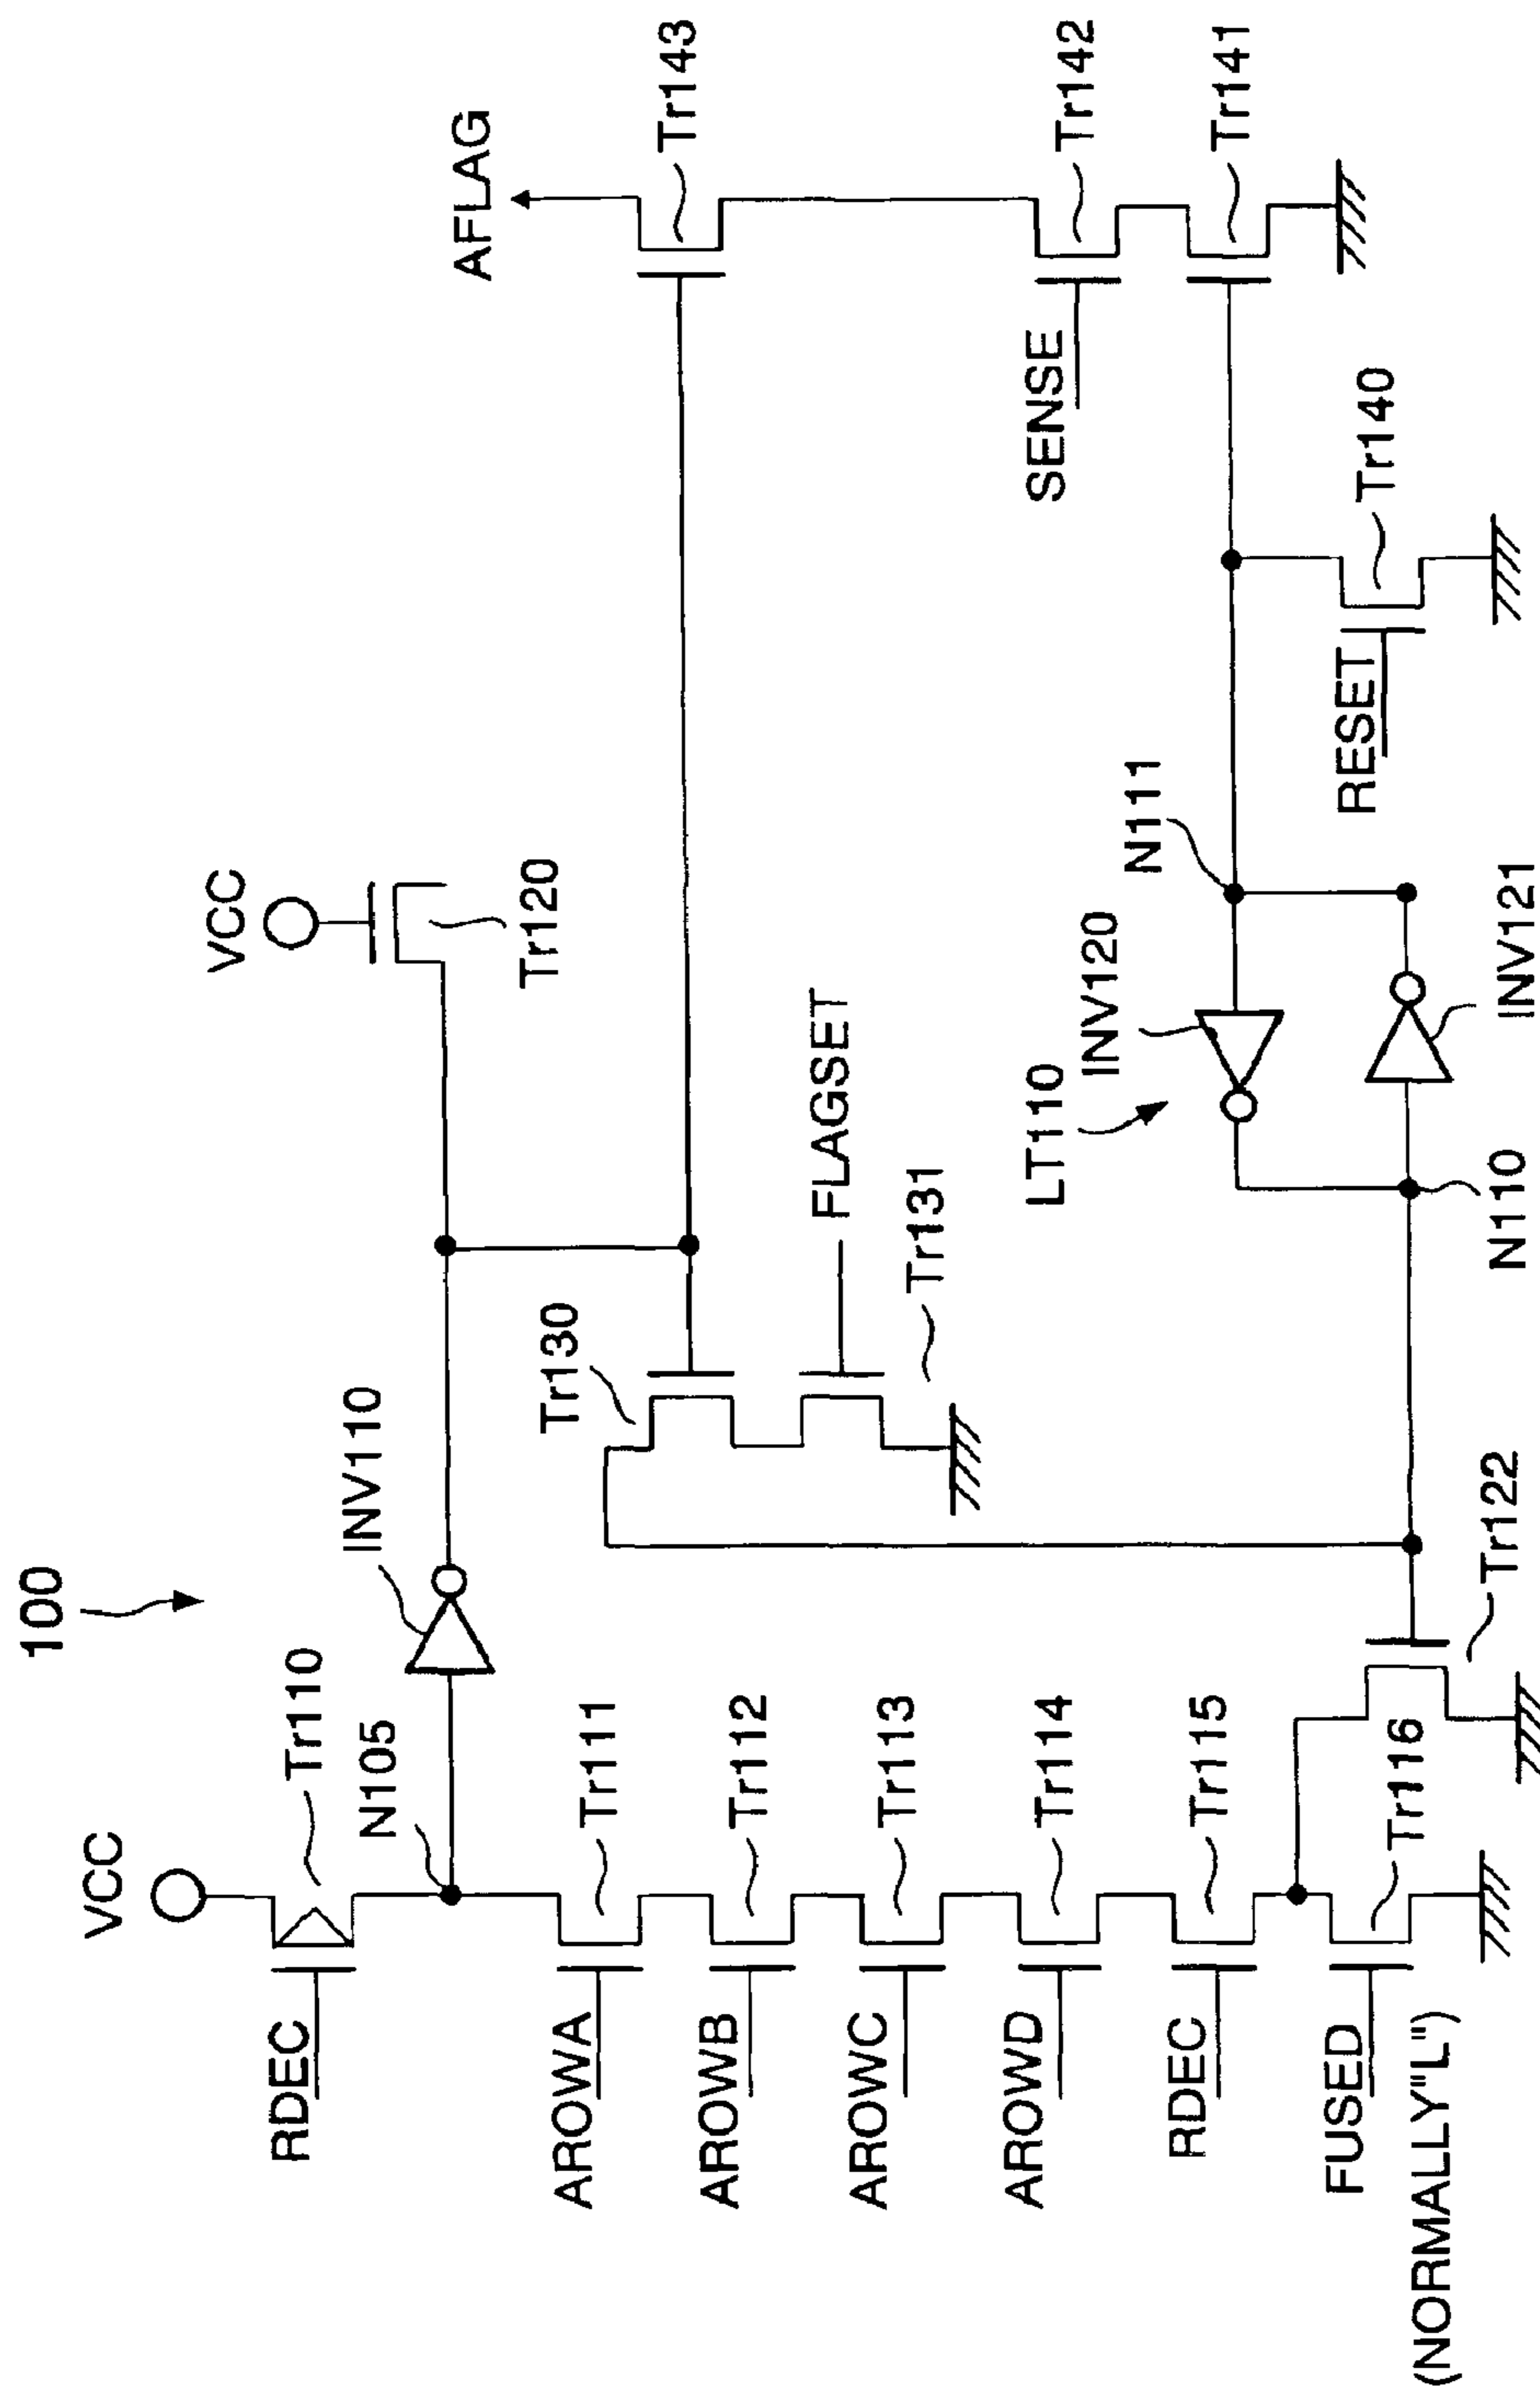 100
VCC
RDEC
Tr110
N105
INV110
VCC
Tr120
AFLAG
Tr143
AROWA
Tr111
AROWB
Tr112
AROWC
Tr113
AROWD
Tr114
RDEC
Tr115
FUSED
(NORMALLY"L")
Tr116
Tr122
Tr130
FLAGSET
Tr131
LT110
INV120
N111
N110
INV121
SENSE
Tr142
Tr141
RESET
Tr140